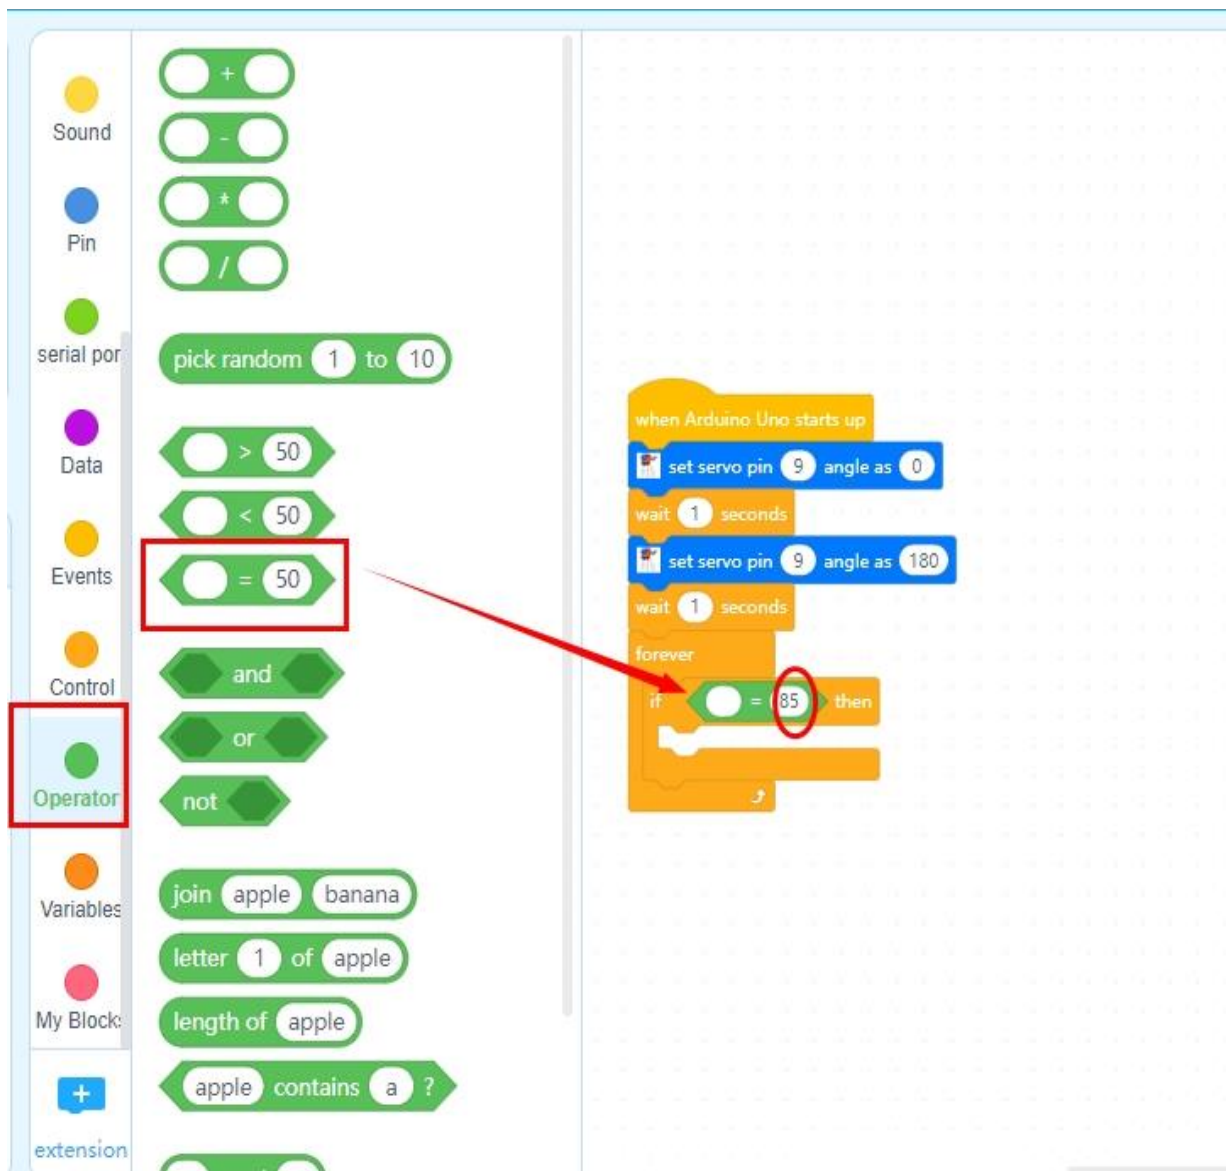 Sound
Pin
serial por
Data
Events
Control
Operator
Variables
My Block
extension
+
-
*
/
pick random 1 to 10
> 50
< 50
= 50
and
or
not
join apple banana
letter 1 of apple
length of apple
apple contains a ?
when Arduino Uno starts up
set servo pin 9 angle as 0
wait 1 seconds
set servo pin 9 angle as 180
wait 1 seconds
forever
if = 85 then